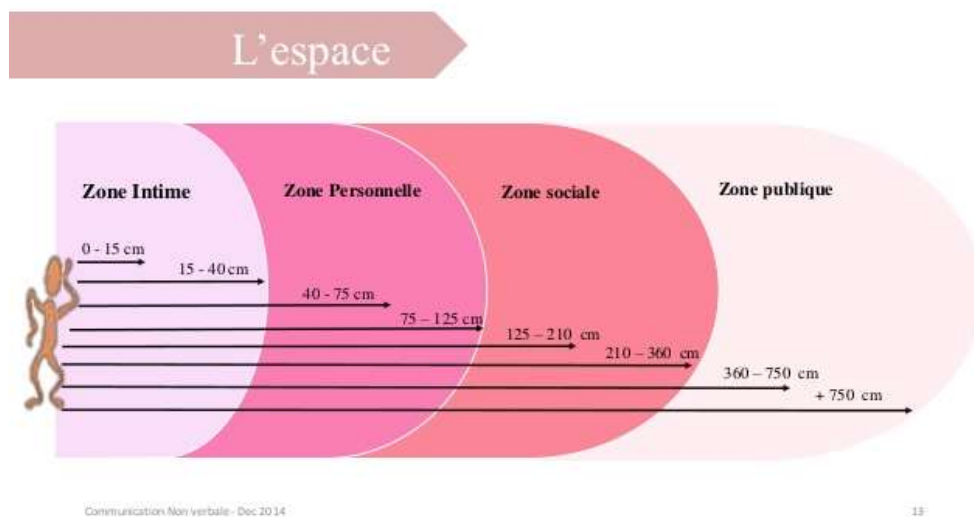 L'espace
Zone Intime
Zone Personnelle
Zone sociale
Zone publique
0 - 15 cm
15 - 40 cm
40 - 75 cm
75 – 125 cm
125 – 210 cm
210 – 360 cm
360 – 750 cm
+ 750 cm
Communication Non verbale - Dec 2014
13